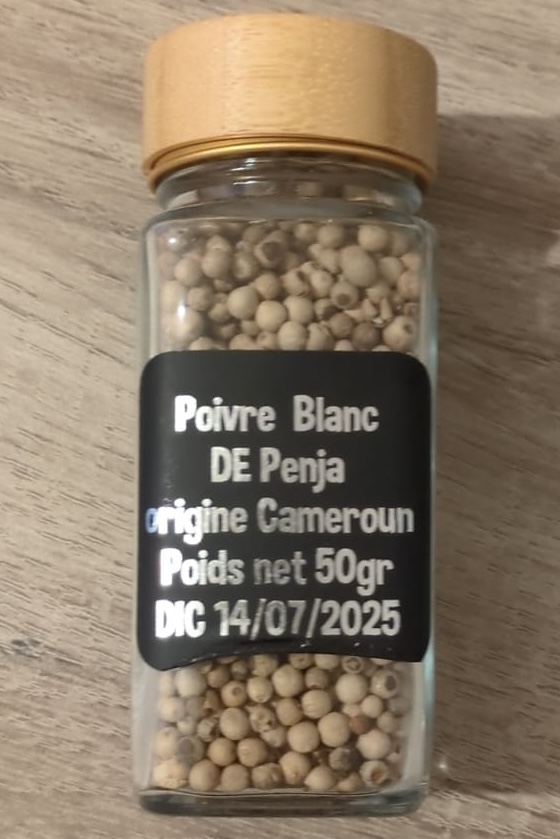 Poivre Blanc
DE Penja
origine Cameroun
Poids net 50gr
DIC 14/07/2025